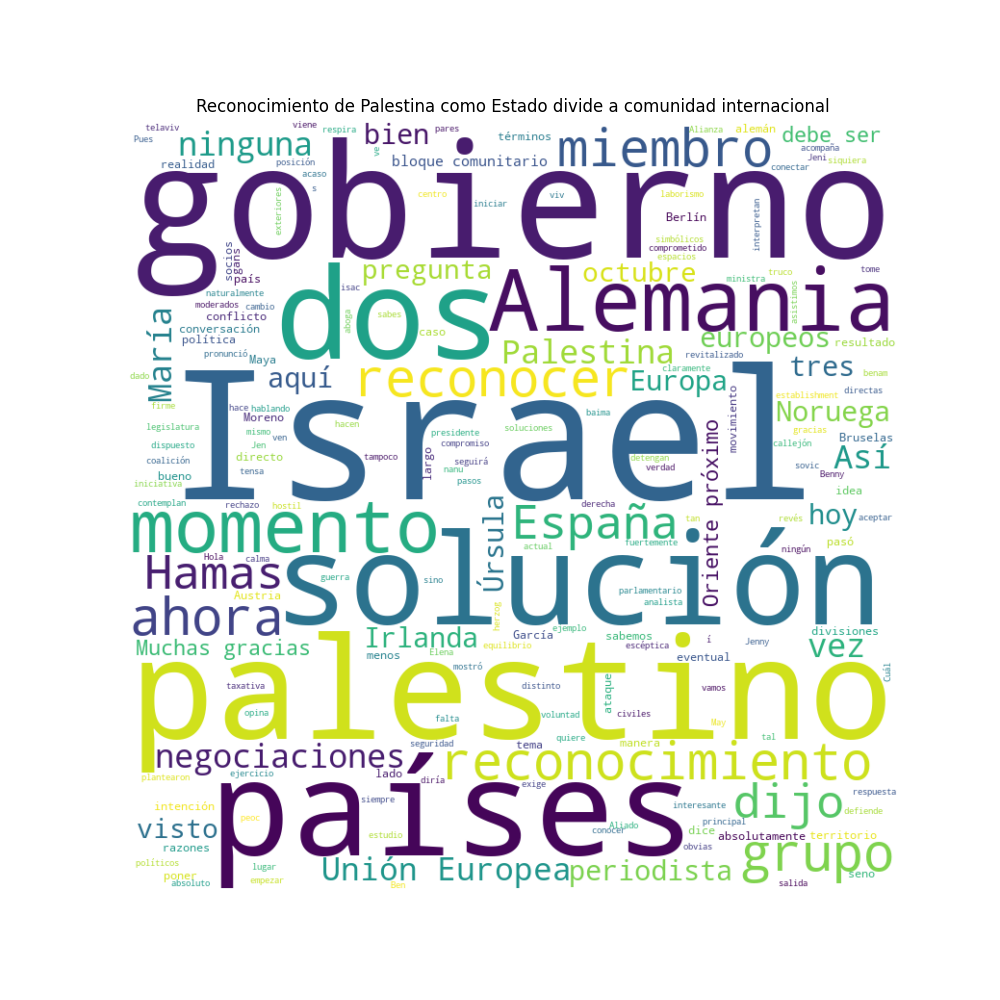 Reconocimiento de Palestina como Estado divide a comunidad internacional
telaviv
viene
respira
pares
Alianza
alemán
Pues
ninguna
bien
términos
miembro
debe ser
acompaña
realidad
posición
ve
bloque comunitario
conectar
Jeni
siquiera
acaso
s
gobierno
centro
iniciar
viv
laborismo
exteriores
Berlín
interpretan
simbólicos
comprometido
espacios
socios
gans
país
pregunta
octubre
ministra
truco
tome
naturalmente
isac
dos
Alemania
asistimos
moderados
cambio
conflicto
sabes
María
conversación
aboga
caso
política
europeos
resultado
pronunció
Maya
Palestina
revitalizado
claramente
tres
dado
aquí
reconocer
Europa
benam
Israel
directas
firme
hace
hablando
establishment
Moreno
baima
movimiento
Noruega
gracias
legislatura
hacen
presidente
soluciones
dispuesto
mismo
ven
tampoco
compromiso
callejón
Bruselas
Jen
largo
verdad
Así
coalición
tensa
seguirá
detengan
sovic
bueno
directo
nanu
pasos
Benny
iniciativa
idea
contemplan
rechazo
hostil
derecha
Oriente próximo
momento
España
tan
revés
hoy
aceptar
actual
fuertemente
pasó
Úrsula
ningún
Hamas
Hola
calma
solución
guerra
sino
parlamentario
Austria
analista
ahora
herzog
ejemplo
í
divisiones
Irlanda
García
sabemos
Muchas gracias
equilibrio
escéptica
Jenny
vez
menos
Elena
eventual
mostró
Cuál
palestino
taxativa
distinto
ataque
vamos
opina
voluntad
civiles
falta
May
seguridad
tema
quiere
manera
tal
negociaciones
reconocimiento
plantearon
ejercicio
lado
diría
exige
respuesta
países
siempre
conocer
interesante
dijo
intención
peoc
Aliado
principal
defiende
visto
estudio
dice
absolutamente
territorio
razones
obvias
grupo
políticos
lugar
Unión Europea
periodista
poner
seno
absoluto
empezar
Ben
salida